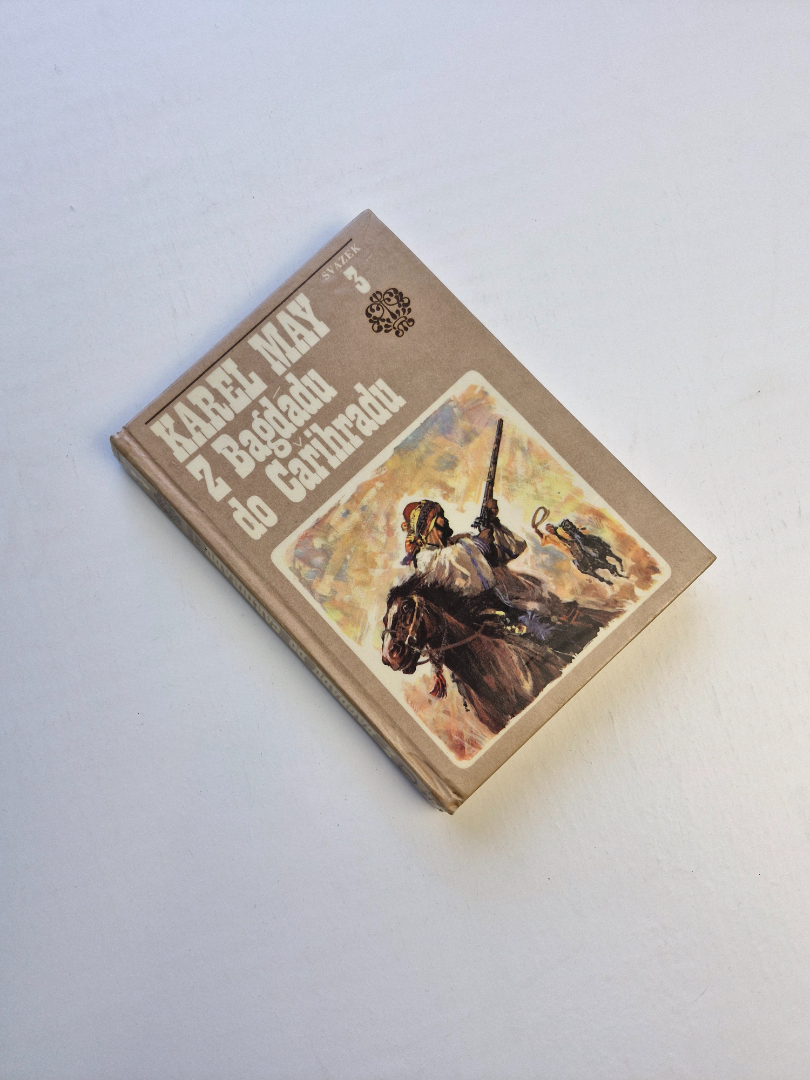 SVAZEK
3
KAREL MAY
Z Bagdádu
do Cařihradu